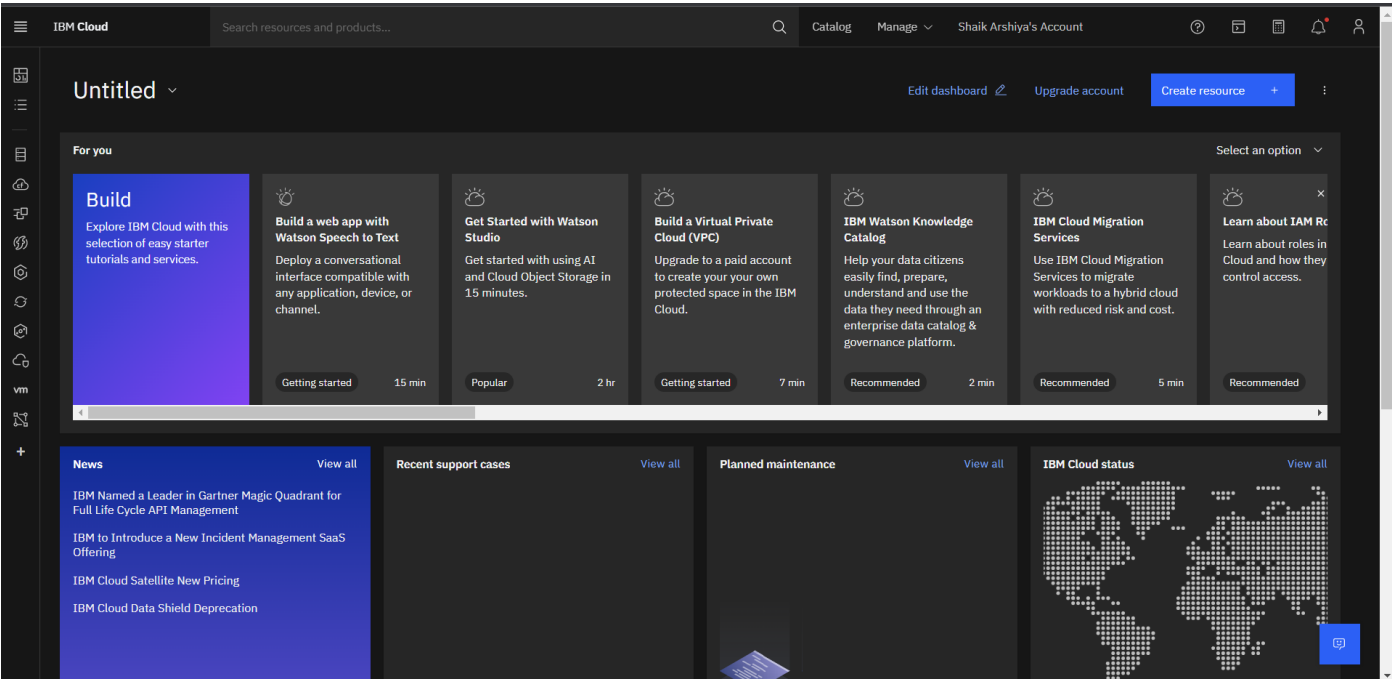 IBM Cloud
Search resources and products...
Catalog
Manage
Shaik Arshiya's Account
Untitled
Edit dashboard
Upgrade account
Create resource +
For you
Select an option
Build
Explore IBM Cloud with this
selection of easy starter
tutorials and services.
Build a web app with
Watson Speech to Text
Deploy a conversational
interface compatible with
any application, device, or
channel.
Getting started
15 min
Get Started with Watson
Studio
Get started with using AI
and Cloud Object Storage in
15 minutes.
Popular
2 hr
Build a Virtual Private
Cloud (VPC)
Upgrade to a paid account
to create your your own
protected space in the IBM
Cloud.
Getting started
7 min
IBM Watson Knowledge
Catalog
Help your data citizens
easily find, prepare,
understand and use the
data they need through an
enterprise data catalog &
governance platform.
Recommended
2 min
IBM Cloud Migration
Services
Use IBM Cloud Migration
Services to migrate
workloads to a hybrid cloud
with reduced risk and cost.
Recommended
5 min
Learn about IAM Ro
Learn about roles in
Cloud and how they
control access.
Recommended
vm
News
View all
IBM Named a Leader in Gartner Magic Quadrant for
Full Life Cycle API Management
IBM to Introduce a New Incident Management SaaS
Offering
IBM Cloud Satellite New Pricing
IBM Cloud Data Shield Deprecation
Recent support cases
View all
Planned maintenance
View all
IBM Cloud status
View all